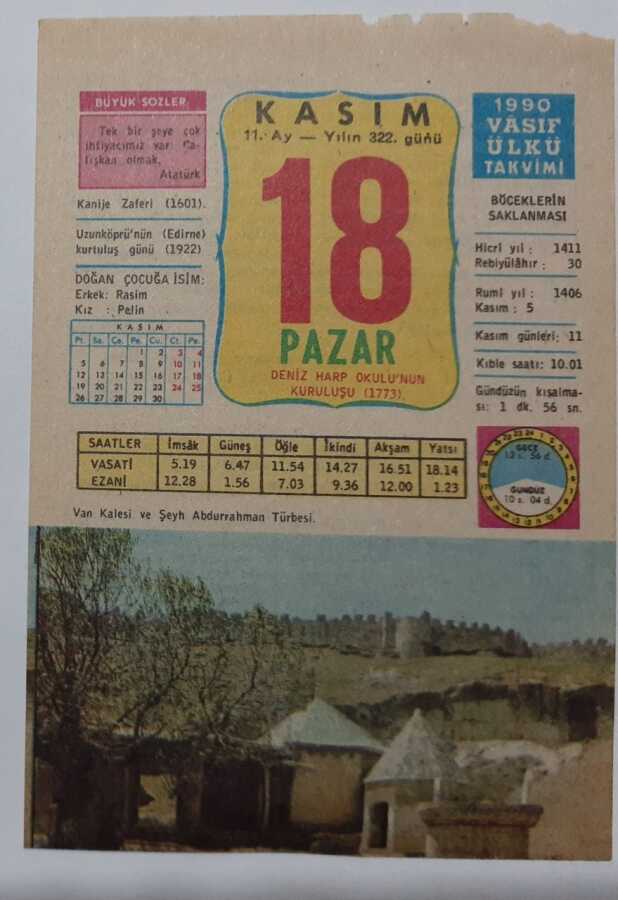 BÜYÜK SÖZLER
Tek bir şeye çok
ihtiyacımız var: Ça-
lışkan olmak.
Atatürk
Kanije Zaferi (1601).
Uzunköprü'nün (Edirne)
kurtuluş günü (1922)
DOĞAN ÇOCUĞA İSİM:
Erkek: Rasim
Kız : Pelin
KASIM
Pt. Sa. Ça. Pe. Cu. Ct. Pa.
1 2 3 4
5 6 7 8 9 10 11
12 13 14 15 16 17 18
19 20 21 22 23 24 25
26 27 28 29 30
KASIM
11. Ay — Yılın 322. günü
18
PAZAR
DENİZ HARP OKULU'NUN
KURULUŞU (1773).
1990
VÂSIF
ÜLKÜ
TAKVİMİ
BÖCEKLERİN
SAKLANMASI
Hicrî yıl : 1411
Rebiyülâhır : 30
Rumî yıl : 1406
Kasım : 5
Kasım günleri: 11
Kıble saati: 10.01
Gündüzün kısalma-
sı: 1 dk. 56 sn.
GECE
13 s. 56 d.
GÜNDÜZ
10 s. 04 d.
SAATLER İmsâk Güneş Öğle İkindi Akşam Yatsı
VASATİ 5.19 6.47 11.54 14.27 16.51 18.14
EZANİ 12.28 1.56 7.03 9.36 12.00 1.23
Van Kalesi ve Şeyh Abdurrahman Türbesi.